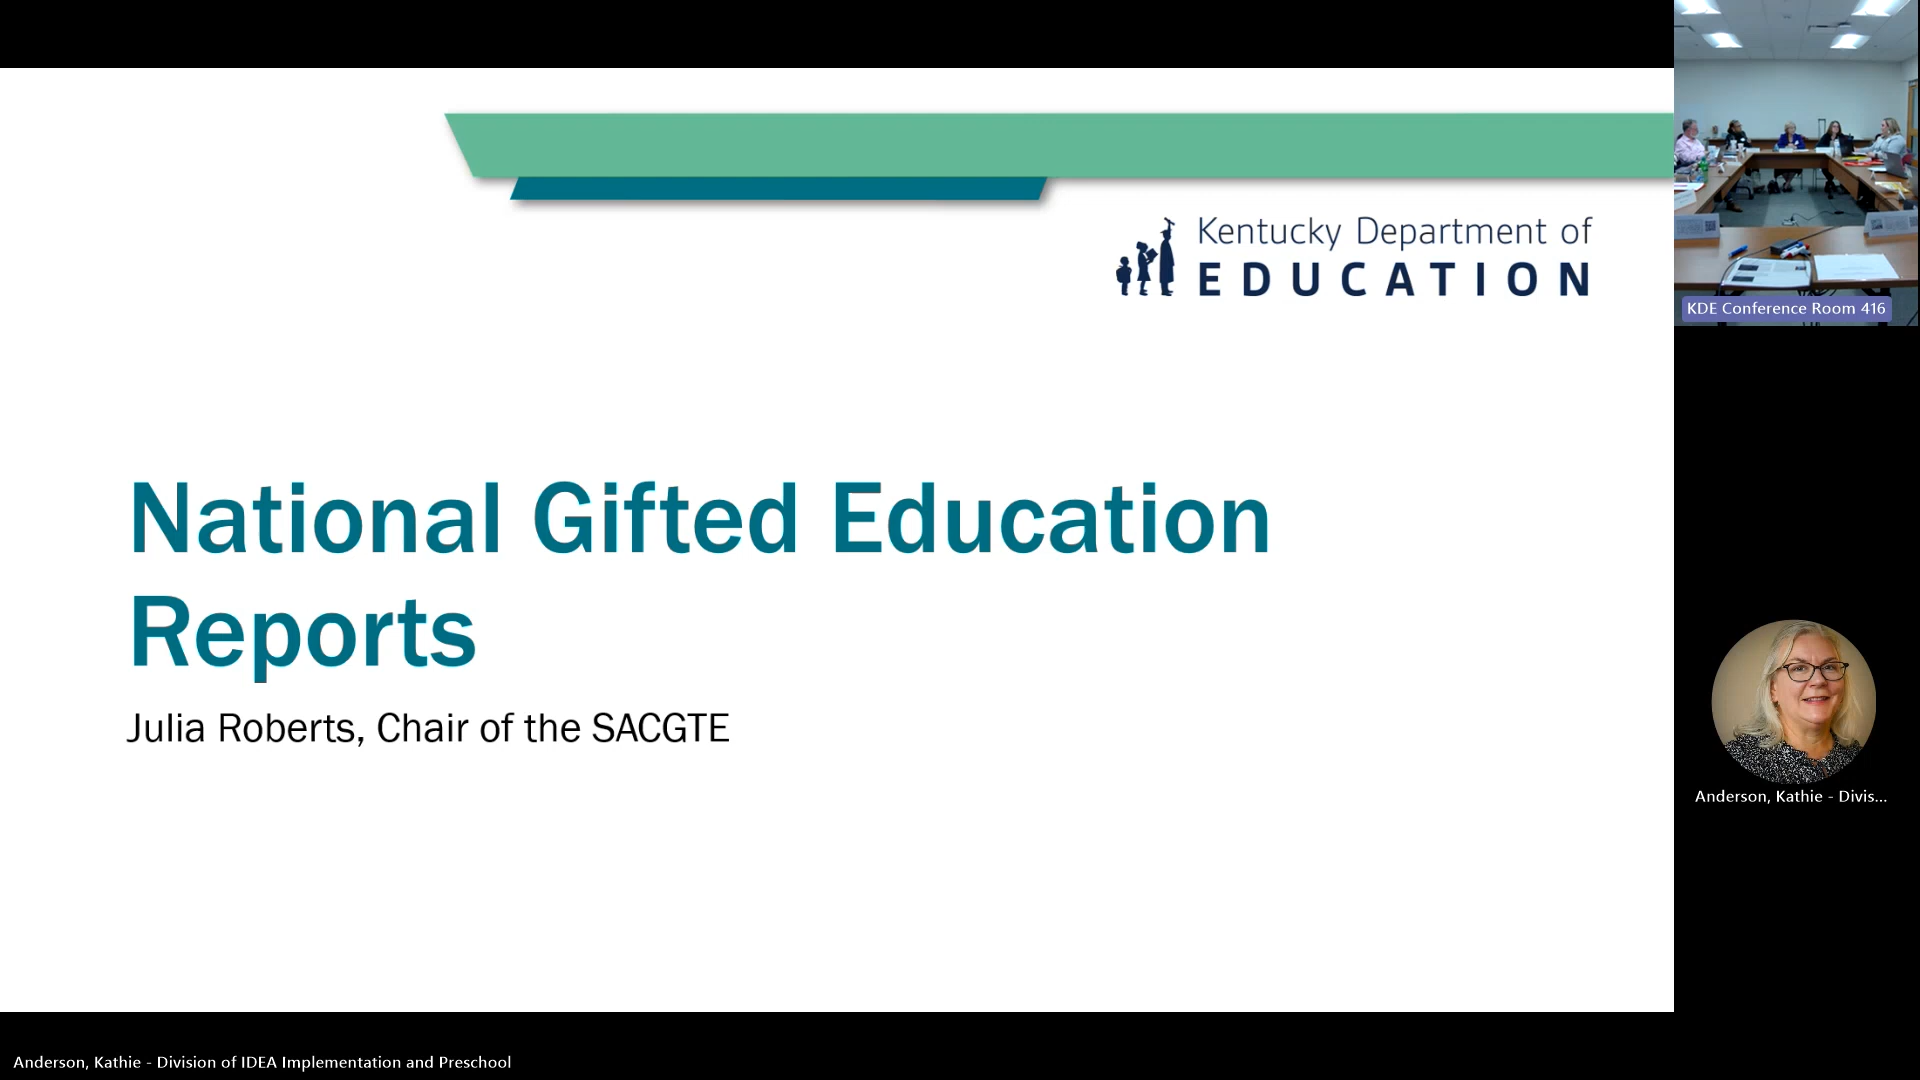 Kentucky Department of
EDUCATION
National Gifted Education
Reports
Julia Roberts, Chair of the SACGTE
KDE Conference Room 416
Anderson, Kathie - Divis...
Anderson, Kathie - Division of IDEA Implementation and Preschool